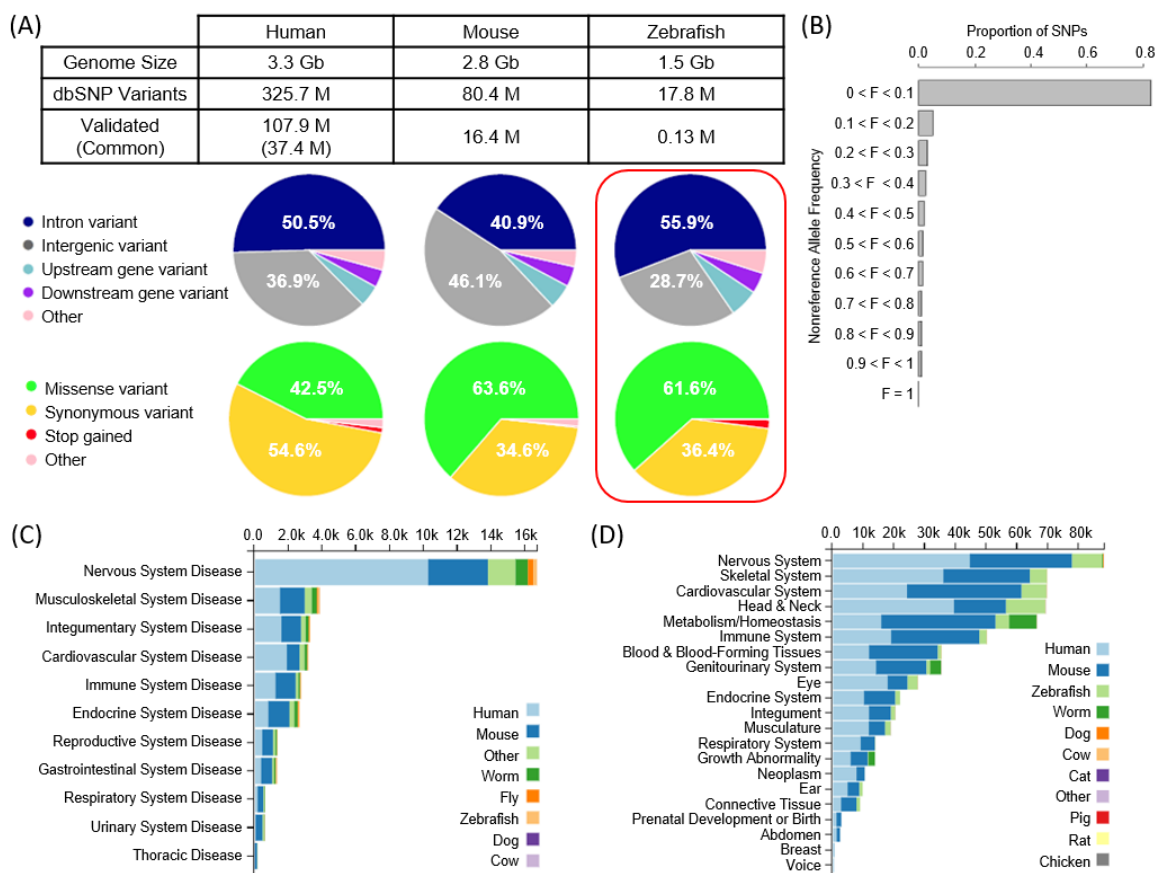 (A)
Human Mouse Zebrafish
Genome Size 3.3 Gb 2.8 Gb 1.5 Gb
dbSNP Variants 325.7 M 80.4 M 17.8 M
Validated
(Common) 107.9 M
(37.4 M) 16.4 M 0.13 M
Intron variant
Intergenic variant
Upstream gene variant
Downstream gene variant
Other
50.5%
36.9%
40.9%
46.1%
55.9%
28.7%
Missense variant
Synonymous variant
Stop gained
Other
42.5%
54.6%
63.6%
34.6%
61.6%
36.4%
(B)
Proportion of SNPs
0.0 0.2 0.4 0.6 0.8
Nonreference Allele Frequency
0 < F < 0.1
0.1 < F < 0.2
0.2 < F < 0.3
0.3 < F < 0.4
0.4 < F < 0.5
0.5 < F < 0.6
0.6 < F < 0.7
0.7 < F < 0.8
0.8 < F < 0.9
0.9 < F < 1
F = 1
(C)
0.0 2.0k 4.0k 6.0k 8.0k 10k 12k 14k 16k
Nervous System Disease
Musculoskeletal System Disease
Integumentary System Disease
Cardiovascular System Disease
Immune System Disease
Endocrine System Disease
Reproductive System Disease
Gastrointestinal System Disease
Respiratory System Disease
Urinary System Disease
Thoracic Disease
Human
Mouse
Other
Worm
Fly
Zebrafish
Dog
Cow
(D)
0.0 10k 20k 30k 40k 50k 60k 70k 80k
Nervous System
Skeletal System
Cardiovascular System
Head & Neck
Metabolism/Homeostasis
Immune System
Blood & Blood-Forming Tissues
Genitourinary System
Eye
Endocrine System
Integument
Musculature
Respiratory System
Growth Abnormality
Neoplasm
Ear
Connective Tissue
Prenatal Development or Birth
Abdomen
Breast
Voice
Human
Mouse
Zebrafish
Worm
Dog
Cow
Cat
Other
Pig
Rat
Chicken